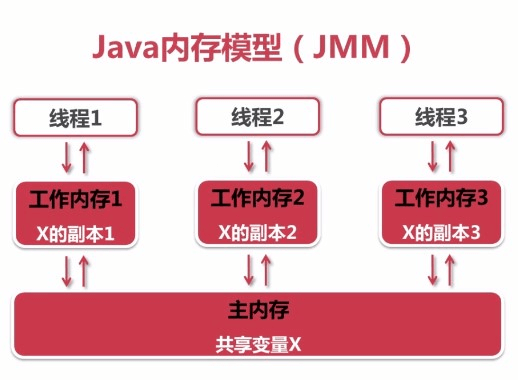 Java内存模型（JMM）
线程1
线程2
线程3
工作内存1
X的副本1
工作内存2
X的副本2
工作内存3
X的副本3
主内存
共享变量X